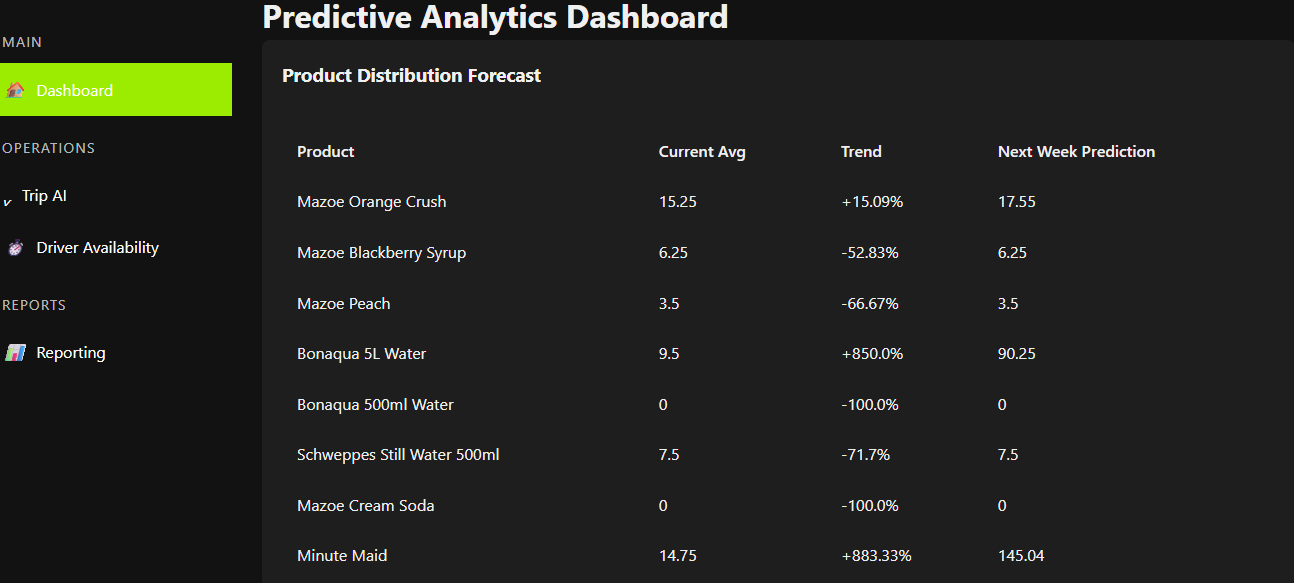 MAIN
Dashboard
OPERATIONS
Trip AI
Driver Availability
REPORTS
Reporting
Predictive Analytics Dashboard
Product Distribution Forecast
Product Current Avg Trend Next Week Prediction
Mazoe Orange Crush 15.25 +15.09% 17.55
Mazoe Blackberry Syrup 6.25 -52.83% 6.25
Mazoe Peach 3.5 -66.67% 3.5
Bonaqua 5L Water 9.5 +850.0% 90.25
Bonaqua 500ml Water 0 -100.0% 0
Schweppes Still Water 500ml 7.5 -71.7% 7.5
Mazoe Cream Soda 0 -100.0% 0
Minute Maid 14.75 +883.33% 145.04